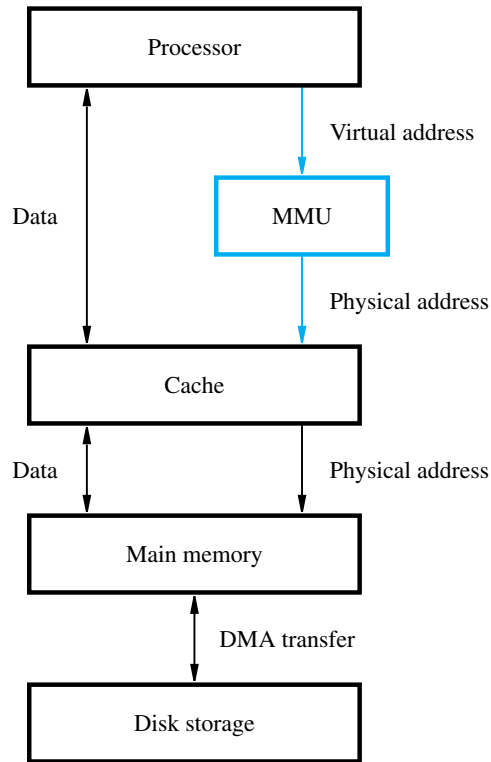 Processor
Virtual address
MMU
Data
Physical address
Cache
Data
Physical address
Main memory
DMA transfer
Disk storage